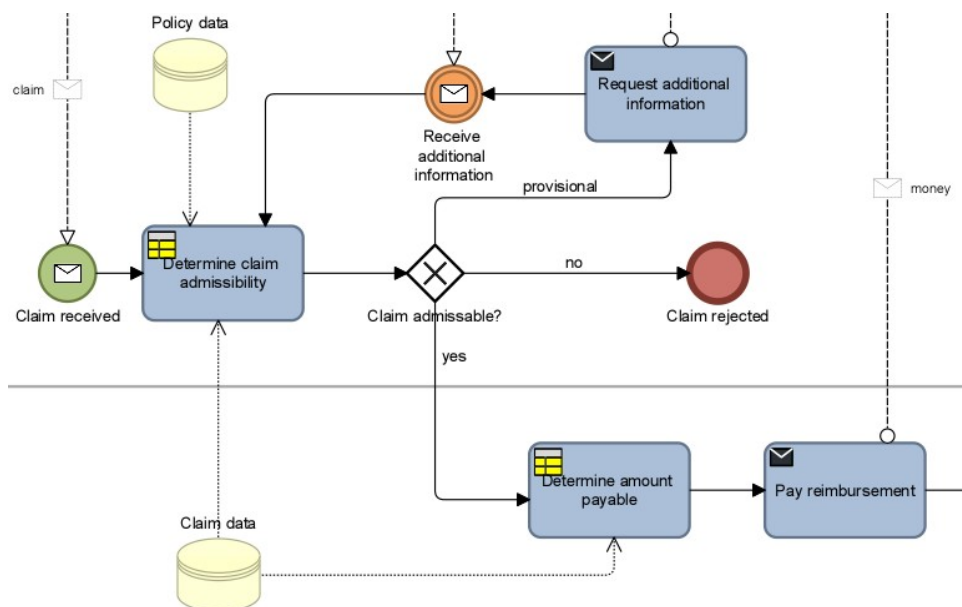 Policy data
claim
Request additional
information
Receive
additional
information
provisional
money
Determine claim
admissibility
no
Claim received
Claim admissable?
Claim rejected
yes
Determine amount
payable
Pay reimbursement
Claim data